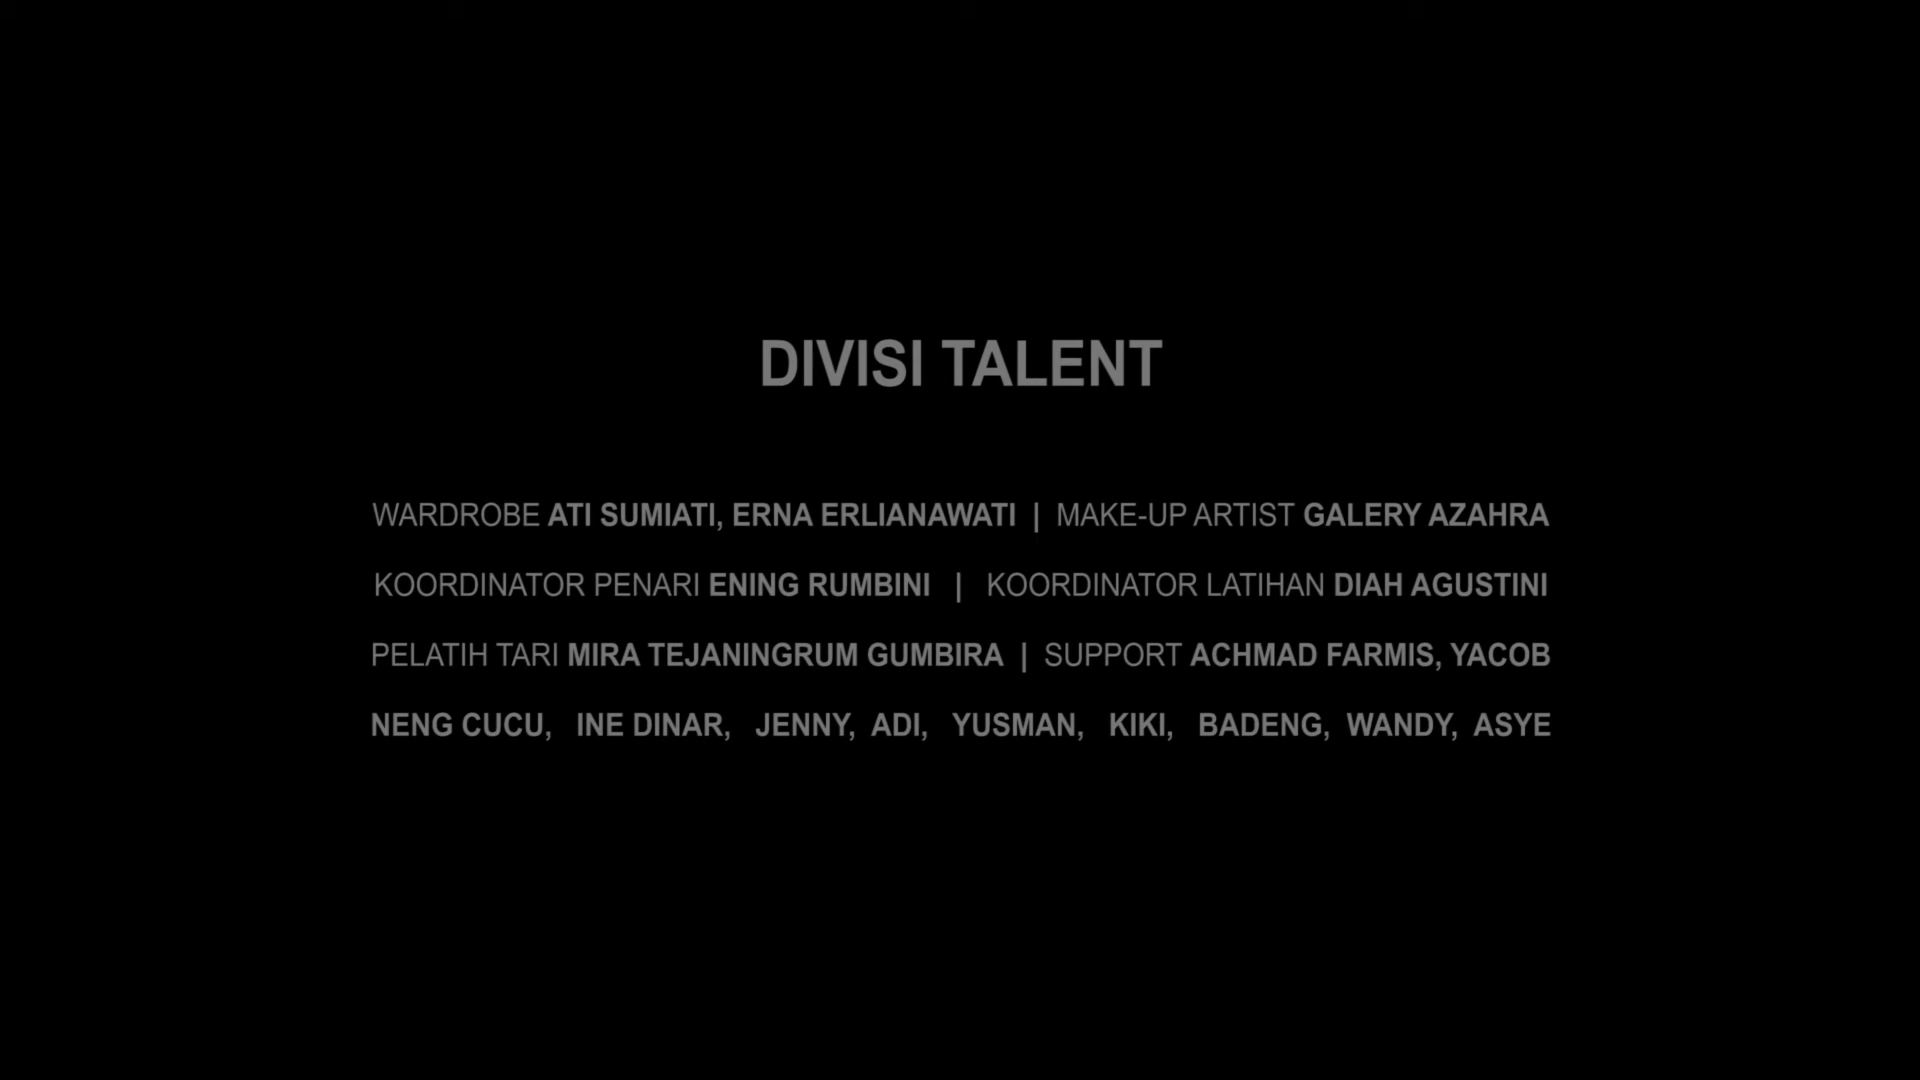 DIVISI TALENT
WARDROBE ATI SUMIATI, ERNA ERLIANAWATI | MAKE-UP ARTIST GALERY AZAHRA
KOORDINATOR PENARI ENING RUMBINI | KOORDINATOR LATIHAN DIAH AGUSTINI
PELATIH TARI MIRA TEJANINGRUM GUMBIRA | SUPPORT ACHMAD FARMIS, YACOB
NENG CUCU, INE DINAR, JENNY, ADI, YUSMAN, KIKI, BADENG, WANDY, ASYE